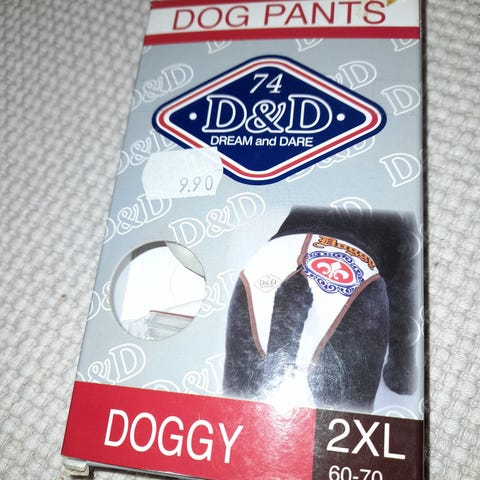 DOG PANTS
74
D&D
DREAM and DARE
9.90
D&D
DOGGY
2XL
60-70